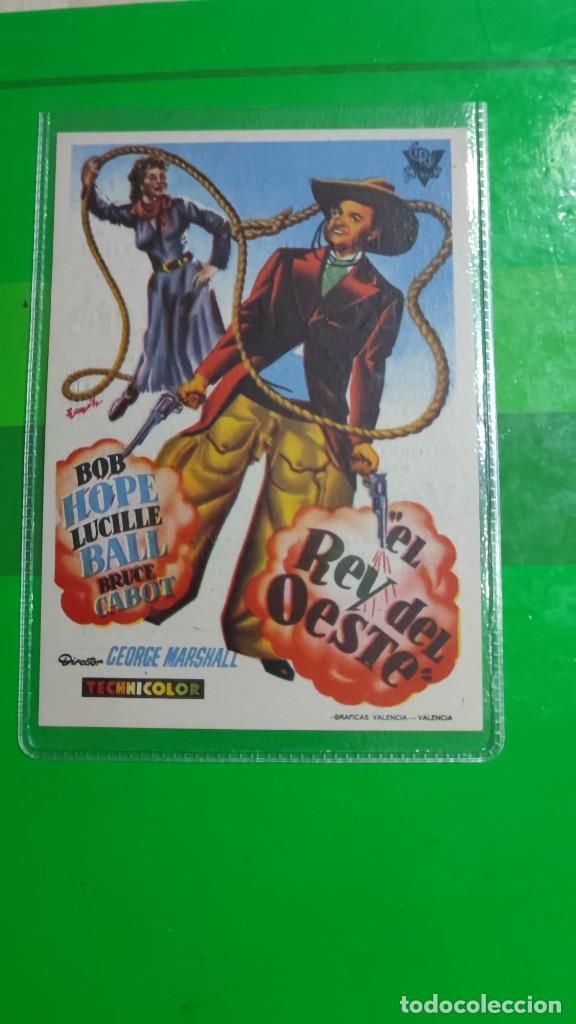 BOB
HOPE
LUCILLE
BALL
BRUCE
CABOT
"EL
Rey del
Oeste"
Director GEORGE MARSHALL
TECHNICOLOR
-GRAFICAS VALENCIA.-VALENCIA
todocoleccion